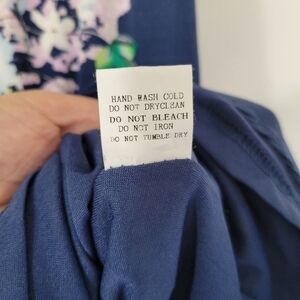 HAND WASH COLD
DO NOT DRYCLEAN
DO NOT BLEACH
DO NOT IRON
DO NOT TUMBLE DRY